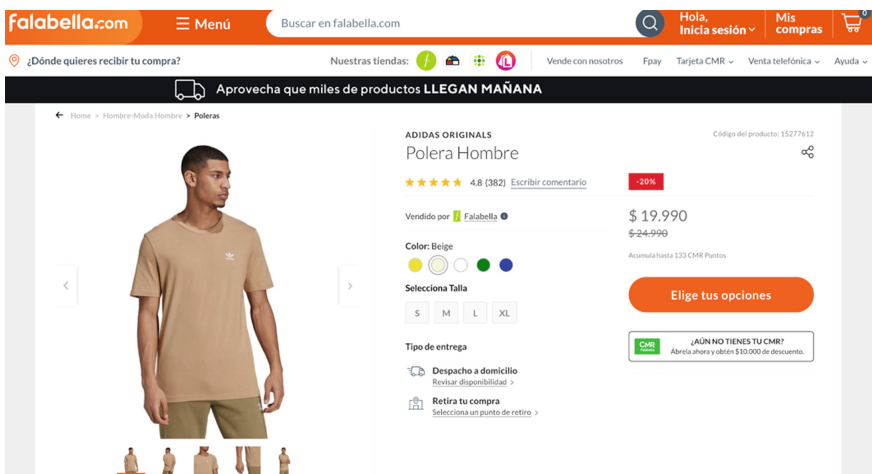 falabella.com
Menú
Buscar en falabella.com
Hola,
Inicia sesión
Mis
compras
0
¿Dónde quieres recibir tu compra?
Nuestras tiendas:
Vende con nosotros
Fpay
Tarjeta CMR
Venta telefónica
Ayuda
Aprovecha que miles de productos LLEGAN MAÑANA
Home > Hombre-Moda Hombre > Poleras
ADIDAS ORIGINALS
Código del producto: 15277612
Polera Hombre
4.8 (382) Escribir comentario
-20%
Vendido por f Falabella
$ 19.990
$ 24.990
Acumula hasta 133 CMR Puntos
Color: Beige
Selecciona Talla
S
M
L
XL
Elige tus opciones
Tipo de entrega
CMR
¿AÚN NO TIENES TU CMR?
Ábrela ahora y obtén $10.000 de descuento.
Despacho a domicilio
Revisar disponibilidad >
Retira tu compra
Selecciona un punto de retiro >